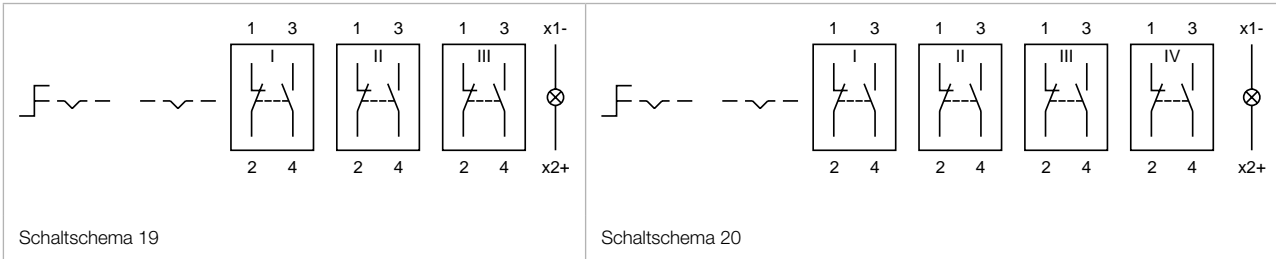 1 3 1 3 1 3 x1-
I II III
2 4 2 4 2 4 x2+
Schaltschema 19
1 3 1 3 1 3 1 3 x1-
I II III IV
2 4 2 4 2 4 2 4 x2+
Schaltschema 20